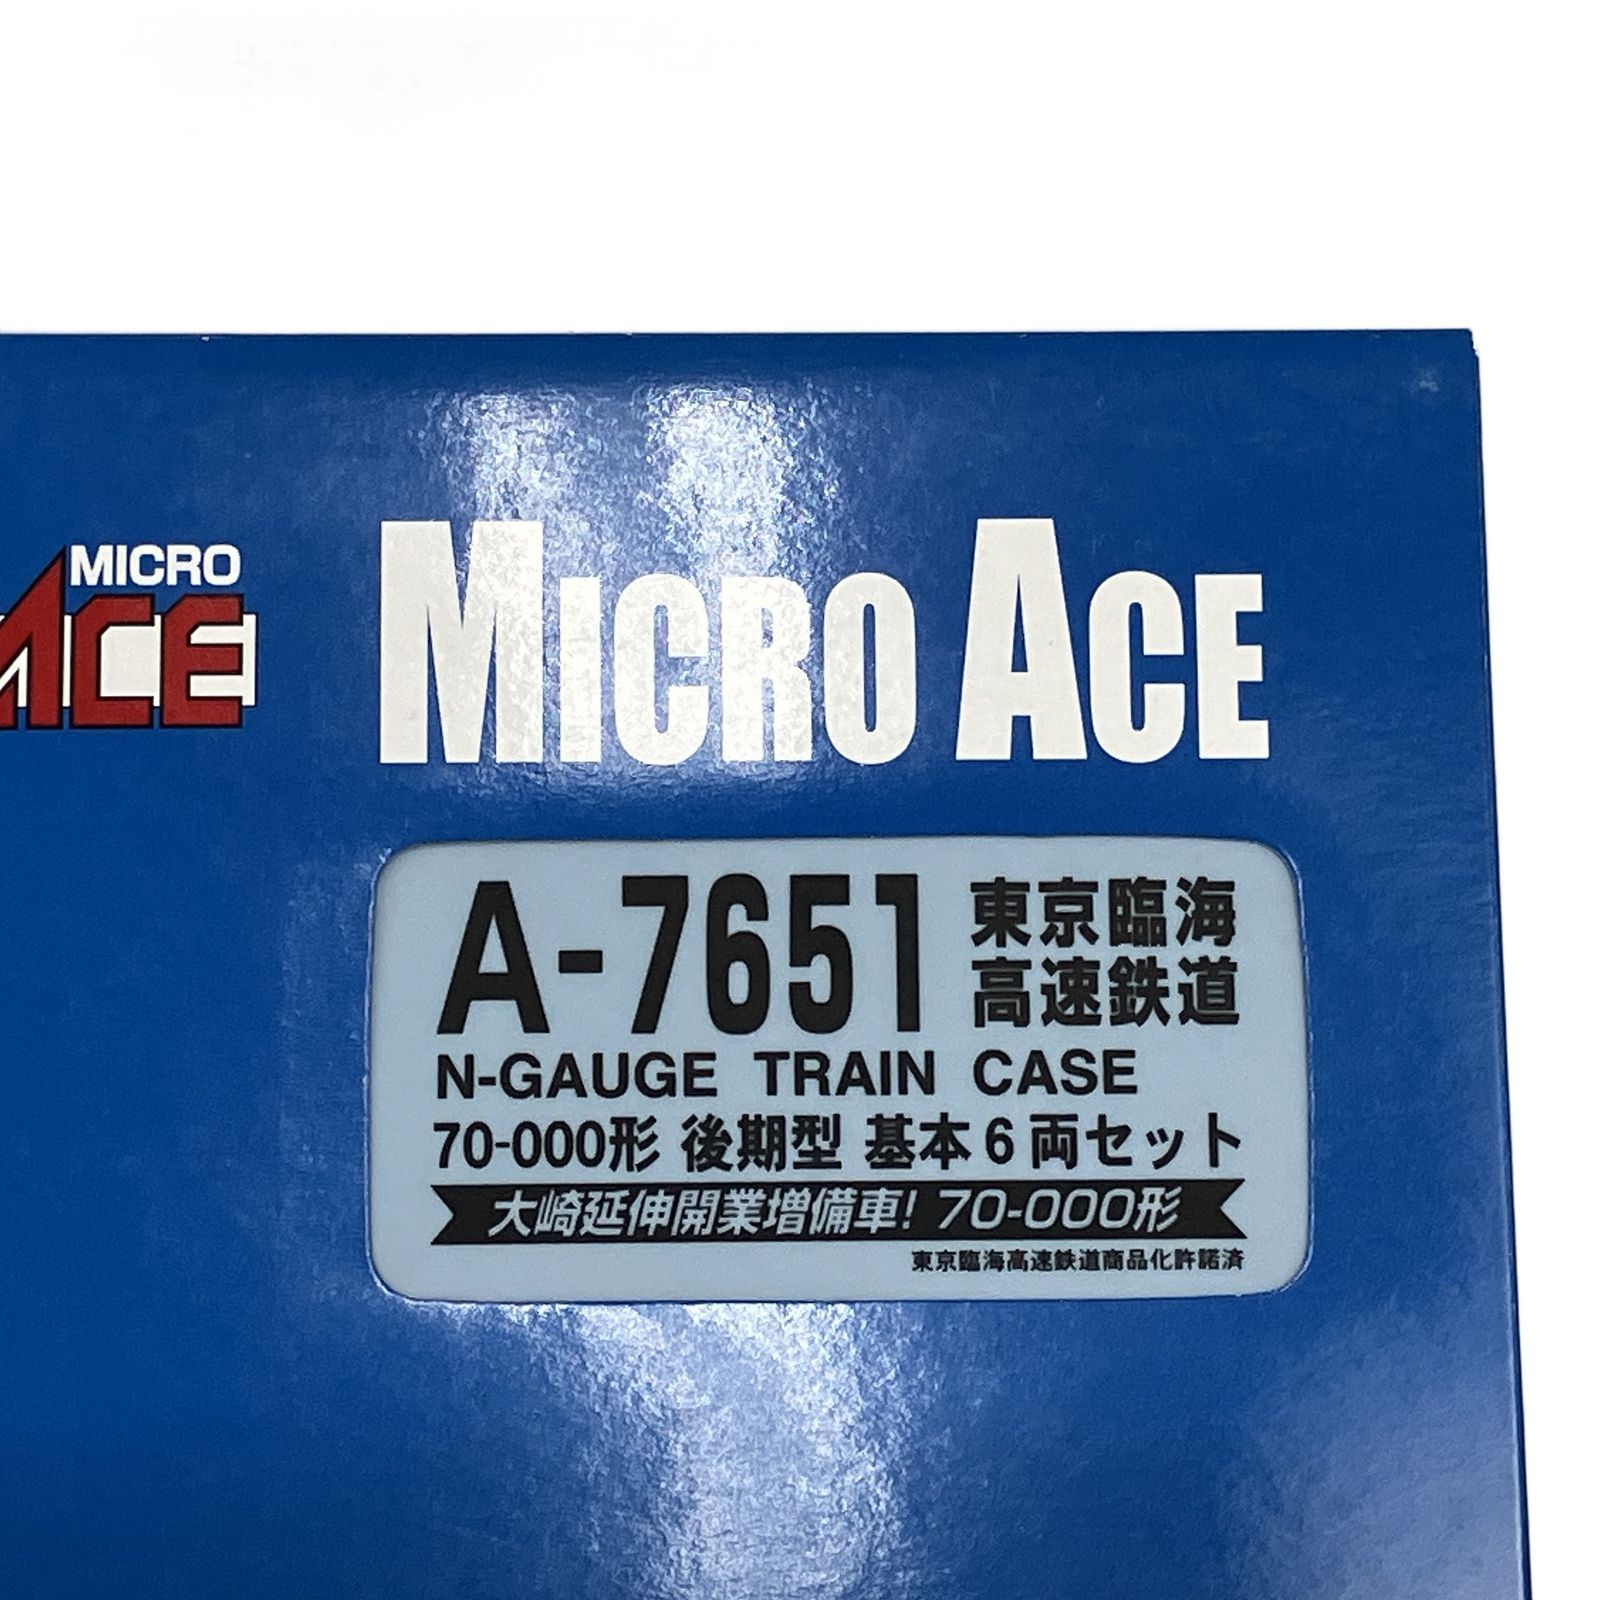 MICRO
ACE
MICRO ACE
A-7651 東京臨海
高速鉄道
N-GAUGE TRAIN CASE
70-000形 後期型 基本6両セット
大崎延伸開業増備車! 70-000形
東京臨海高速鉄道商品化許諾済